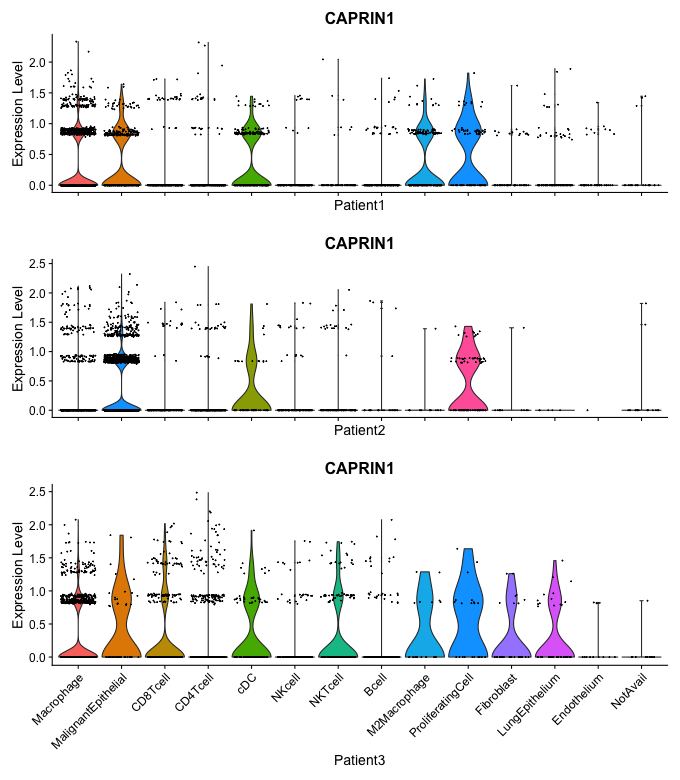 CAPRIN1
Expression Level
2.0
1.5
1.0
0.5
0.0
Patient1
CAPRIN1
Expression Level
2.5
2.0
1.5
1.0
0.5
0.0
Patient2
CAPRIN1
Expression Level
2.5
2.0
1.5
1.0
0.5
0.0
Macrophage
MalignantEpithelial
CD8Tcell
CD4Tcell
cDC
NKcell
NKTcell
Bcell
M2Macrophage
ProliferatingCell
Fibroblast
LungEpithelium
Endothelium
NotAvail
Patient3